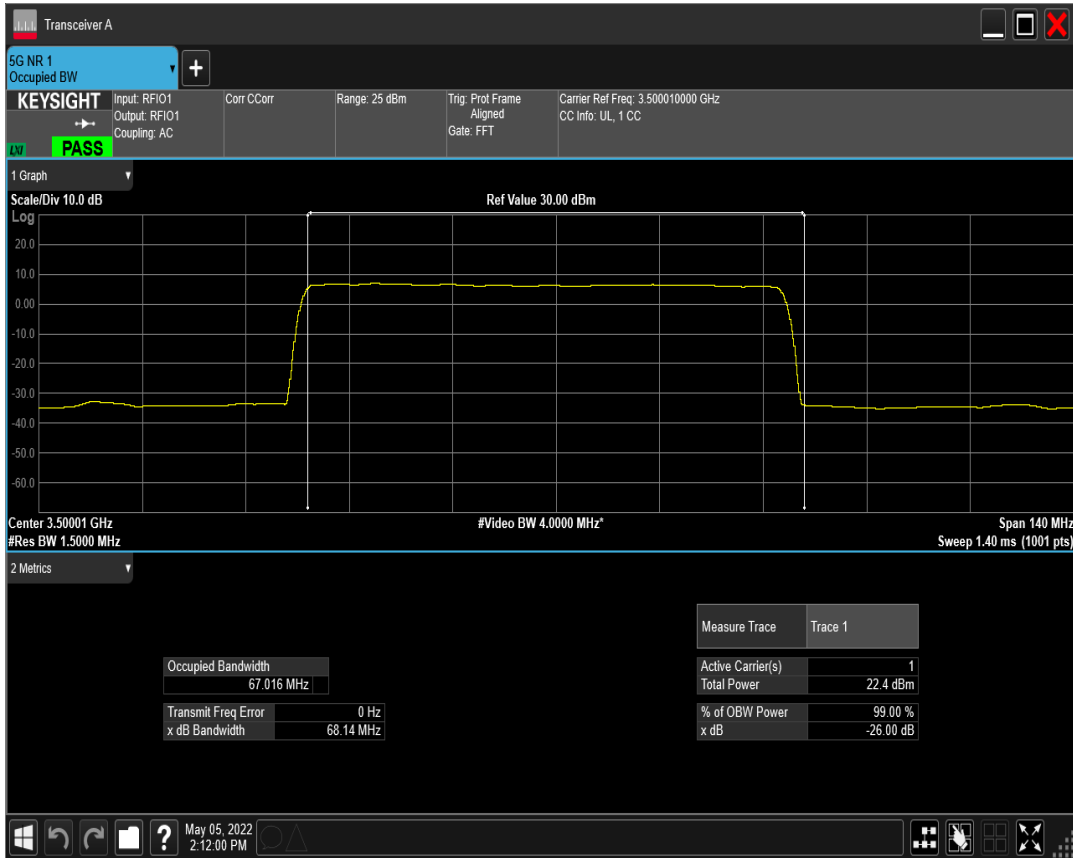 Transceiver A
5G NR 1
Occupied BW
+
KEYSIGHT
LXI
PASS
Input: RFIO1
Output: RFIO1
Coupling: AC
Corr CCorr
Range: 25 dBm
Trig: Prot Frame
Aligned
Gate: FFT
Carrier Ref Freq: 3.500010000 GHz
CC Info: UL, 1 CC
1 Graph
Scale/Div 10.0 dB
Ref Value 30.00 dBm
Log
20.0
10.0
0.00
-10.0
-20.0
-30.0
-40.0
-50.0
-60.0
Center 3.50001 GHz
#Video BW 4.0000 MHz*
Span 140 MHz
#Res BW 1.5000 MHz
Sweep 1.40 ms (1001 pts)
2 Metrics
Measure Trace Trace 1
Occupied Bandwidth
67.016 MHz
Active Carrier(s) 1
Total Power 22.4 dBm
Transmit Freq Error 0 Hz
x dB Bandwidth 68.14 MHz
% of OBW Power 99.00 %
x dB -26.00 dB
?
May 05, 2022
2:12:00 PM